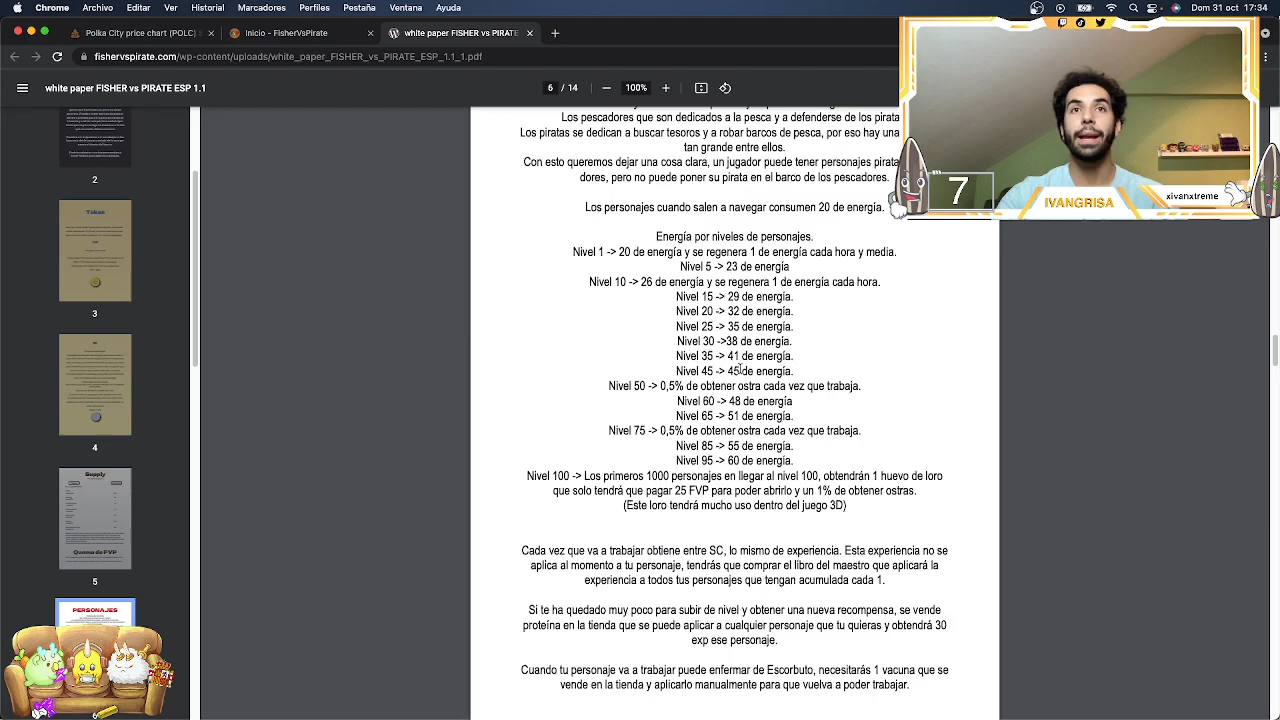 Chrome Archivo Editar Ver Historial Marcadores Perfiles Pestaña Ventana Ayuda
Dom 31 oct 17:34
Polka City price today (POLC)
Inicio - Fisher
RS vs PIRATE
fishervspirate.com/wp-content/uploads/white_paper_FISHER_vs_PIRATE_ESP_1.1_1.pdf
white paper FISHER vs PIRATE ESP 1.1
6 / 14
100%
Los pescadores que son dedicados a la pesca y a defenderse de los pirata
Los piratas se dedican a buscar tesoros y a robar barcos de pesca, por eso hay una
tan grande entre ellos.
Con esto queremos dejar una cosa clara, un jugador puede tener personajes pirata
dores, pero no puede poner su pirata en el barco de los pescadores.
Los personajes cuando salen a navegar consumen 20 de energía.
Energía por niveles de personajes.
Nivel 1 -> 20 de energía y se regenera 1 de energía cada hora y media.
Nivel 5 -> 23 de energía
Nivel 10 -> 26 de energía y se regenera 1 de energía cada hora.
Nivel 15 -> 29 de energía.
Nivel 20 -> 32 de energía.
Nivel 25 -> 35 de energía.
Nivel 30 ->38 de energía.
Nivel 35 -> 41 de energía.
Nivel 45 -> 45 de energía.
Nivel 50 -> 0,5% de obtener ostra cada vez que trabaja.
Nivel 60 -> 48 de energía
Nivel 65 -> 51 de energía.
Nivel 75 -> 0,5% de obtener ostra cada vez que trabaja.
Nivel 85 -> 55 de energía.
Nivel 95 -> 60 de energía.
Nivel 100 -> Los primeros 1000 personajes en llegar al nivel 100, obtendrán 1 huevo de loro
que solo tendrá que pagar 25 FVP para poder abrirlo y un 1% de obtener ostras.
(Este loro tendrá mucho uso dentro del juego 3D)
Cada vez que va a trabajar obtiene entre SC, lo mismo de experiencia. Esta experiencia no se
aplica al momento a tu personaje, tendrás que comprar el libro del maestro que aplicará la
experiencia a todos tus personajes que tengan acumulada cada 1.
Si te ha quedado muy poco para subir de nivel y obtener una nueva recompensa, se vende
proteína en la tienda que se puede aplicar a cualquier personaje que tu quieras y obtendrá 30
exp ese personaje.
Cuando tu personaje va a trabajar puede enfermar de Escorbuto, necesitarás 1 vacuna que se
vende en la tienda y aplicarlo manualmente para que vuelva a poder trabajar.
2
Token
3
4
Supply
Quema de FVP
5
PERSONAJES
6
7
IVANGRISA
xivanxtreme